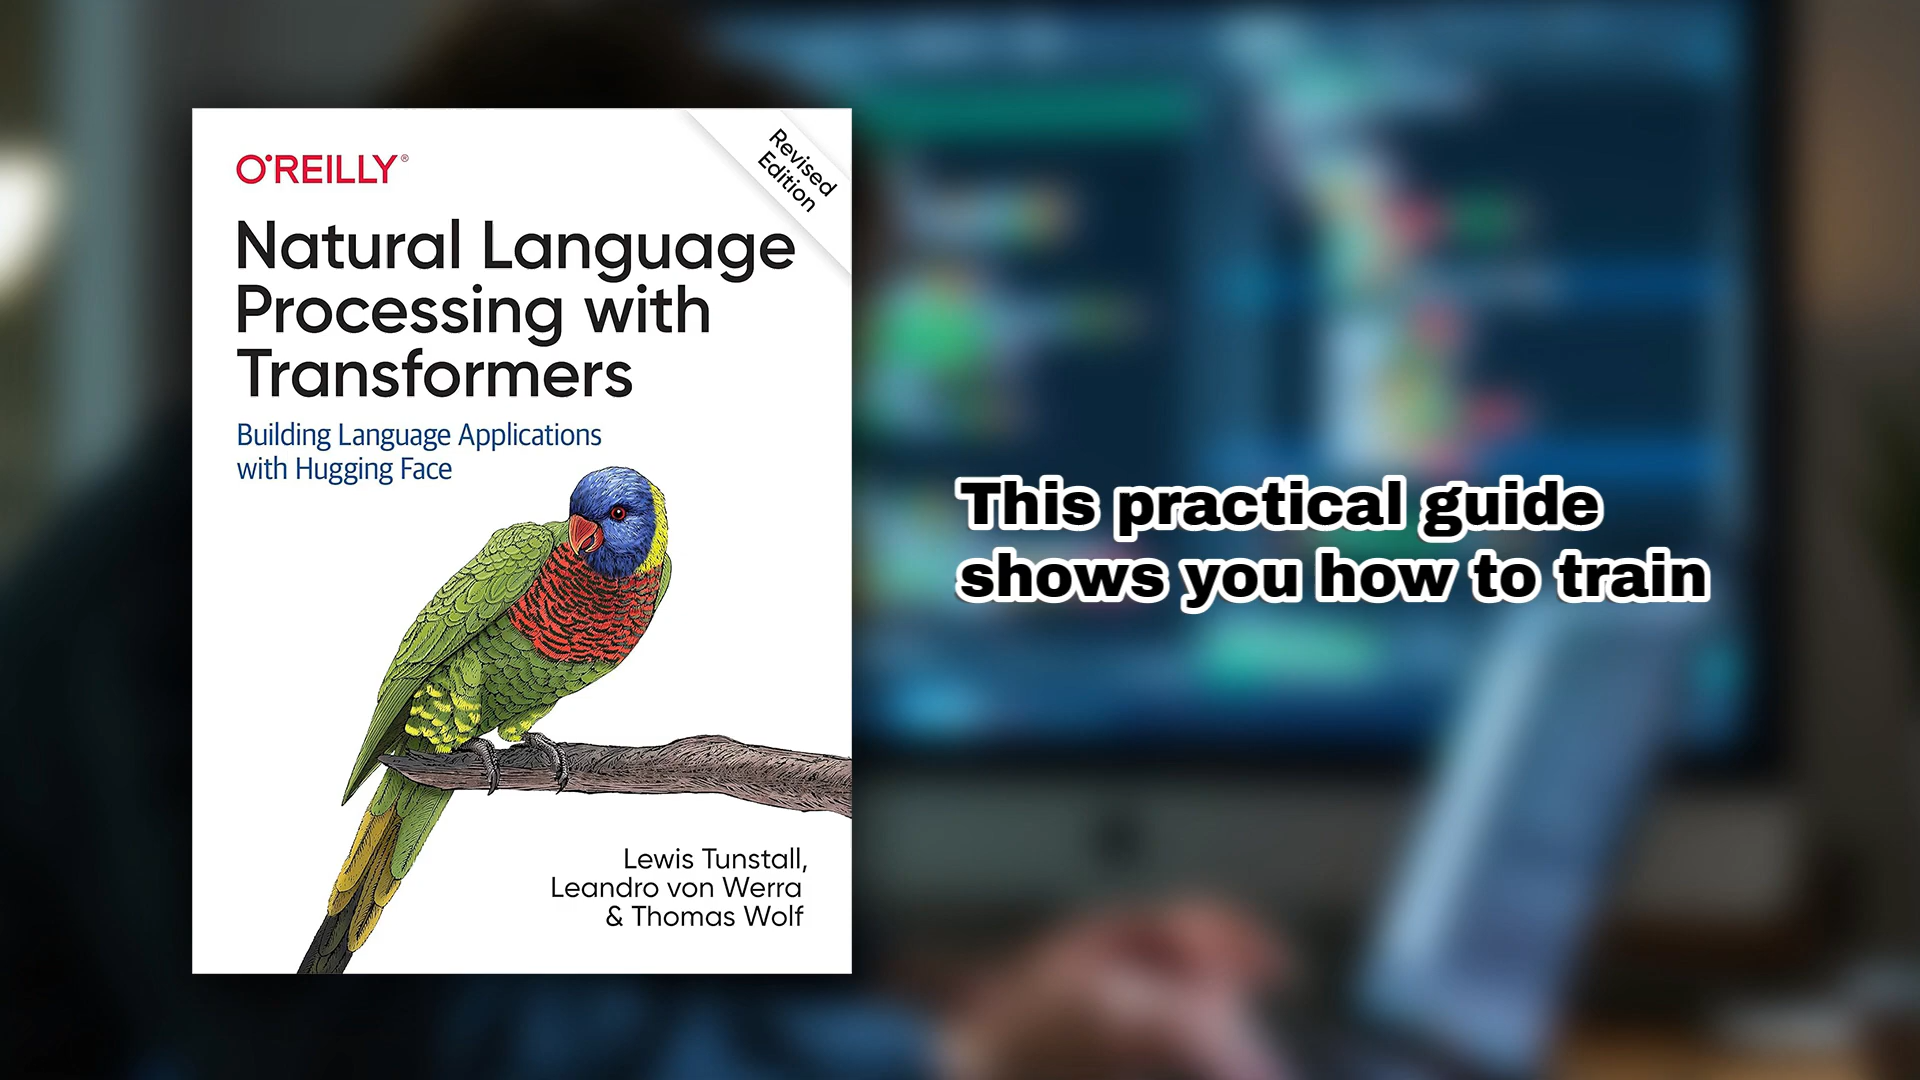 O'REILLY®
Revised
Edition
Natural Language
Processing with
Transformers
Building Language Applications
with Hugging Face
Lewis Tunstall,
Leandro von Werra
& Thomas Wolf
This practical guide
shows you how to train